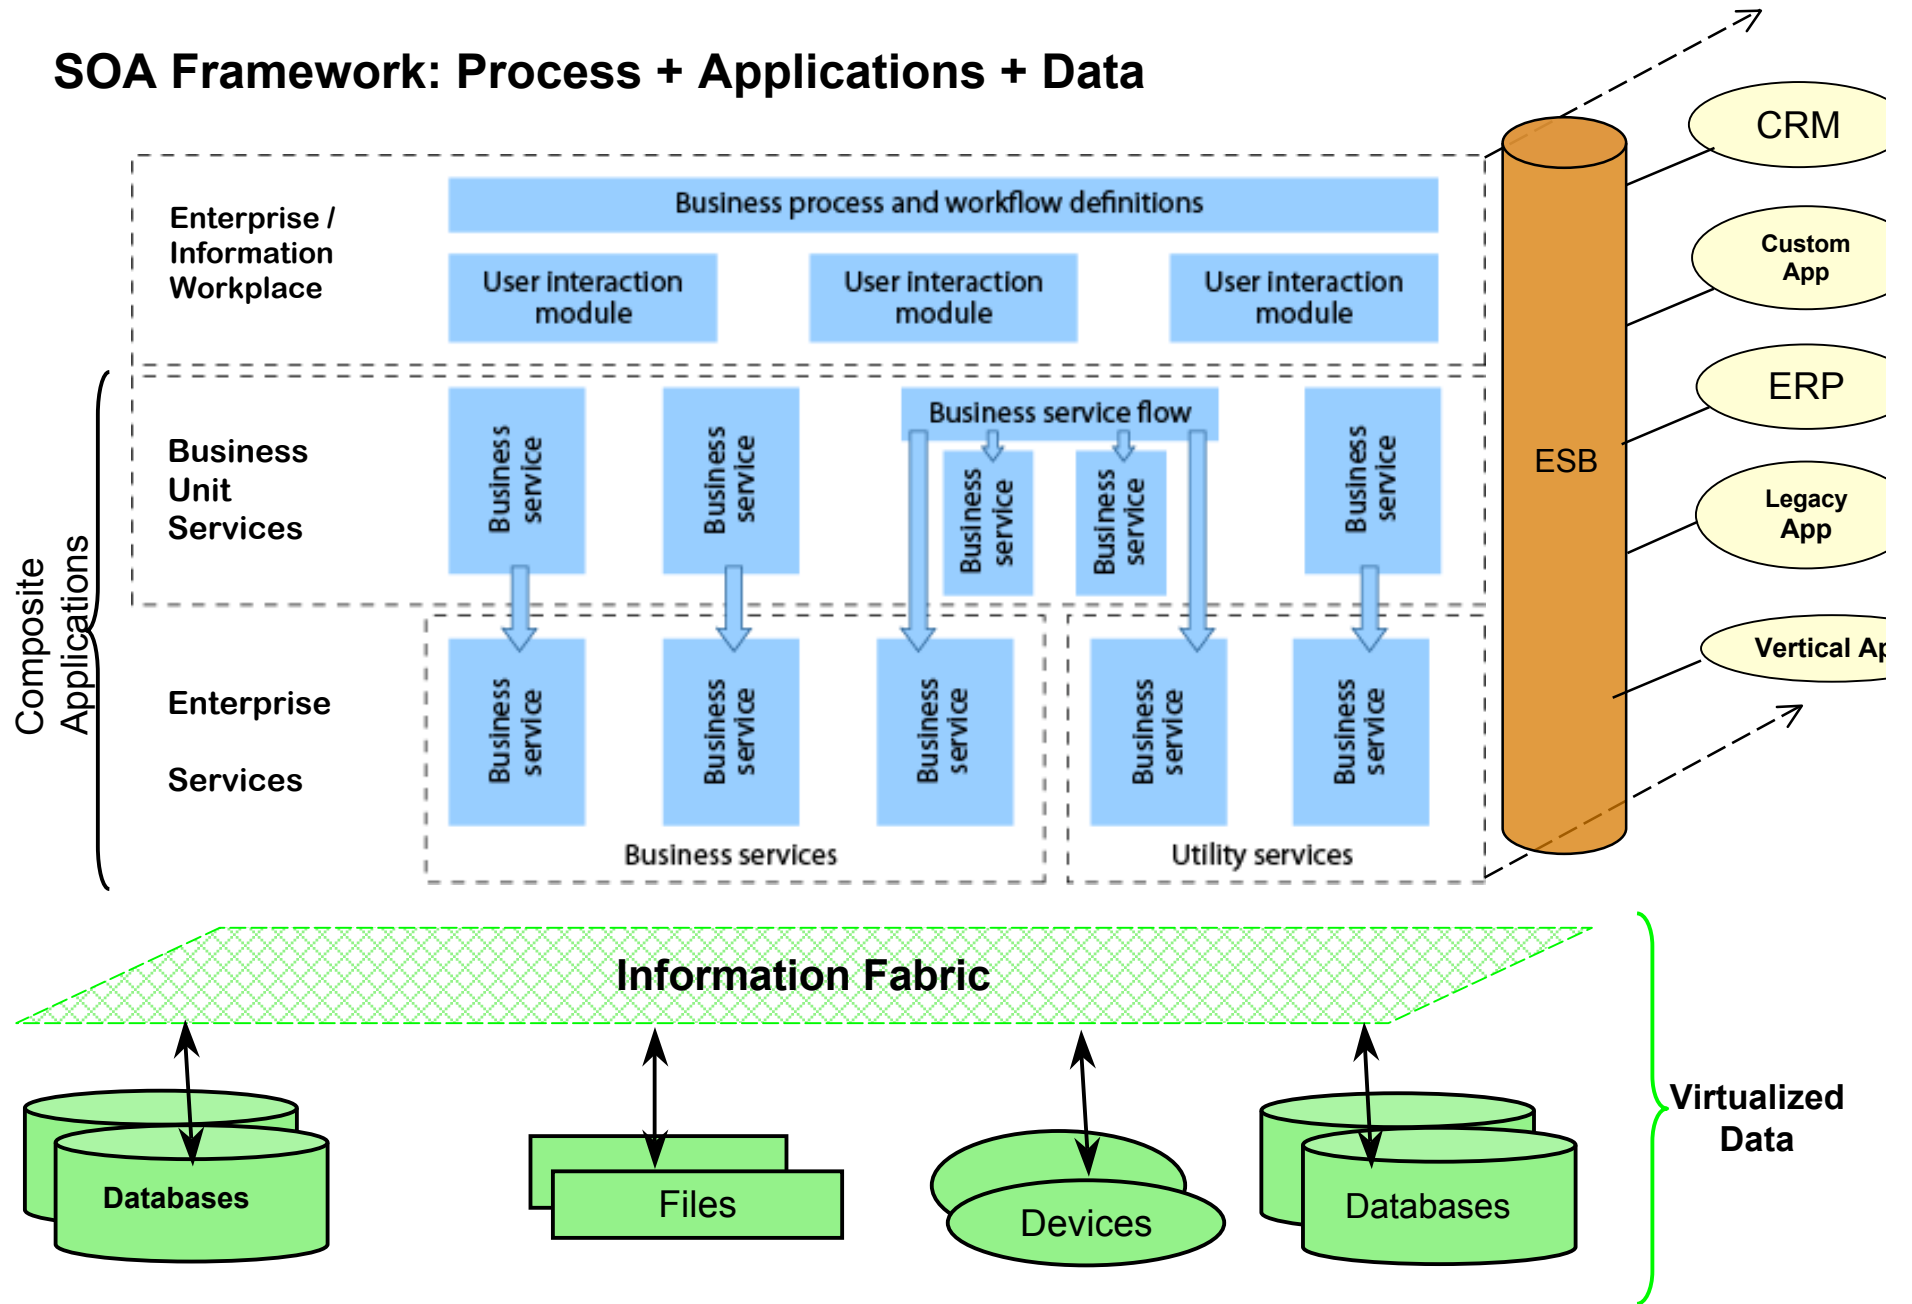 SOA Framework: Process + Applications + Data
Enterprise /
Information
Workplace
Business process and workflow definitions
User interaction
module
User interaction
module
User interaction
module
Composite
Applications
Business
Unit
Services
Business
service
Business
service
Business service flow
Business
service
Business
service
Business
service
Enterprise
Services
Business
service
Business
service
Business
service
Business
service
Business
service
Business services
Utility services
ESB
CRM
Custom
App
ERP
Legacy
App
Vertical Ap
Information Fabric
Databases
Files
Devices
Databases
Virtualized
Data